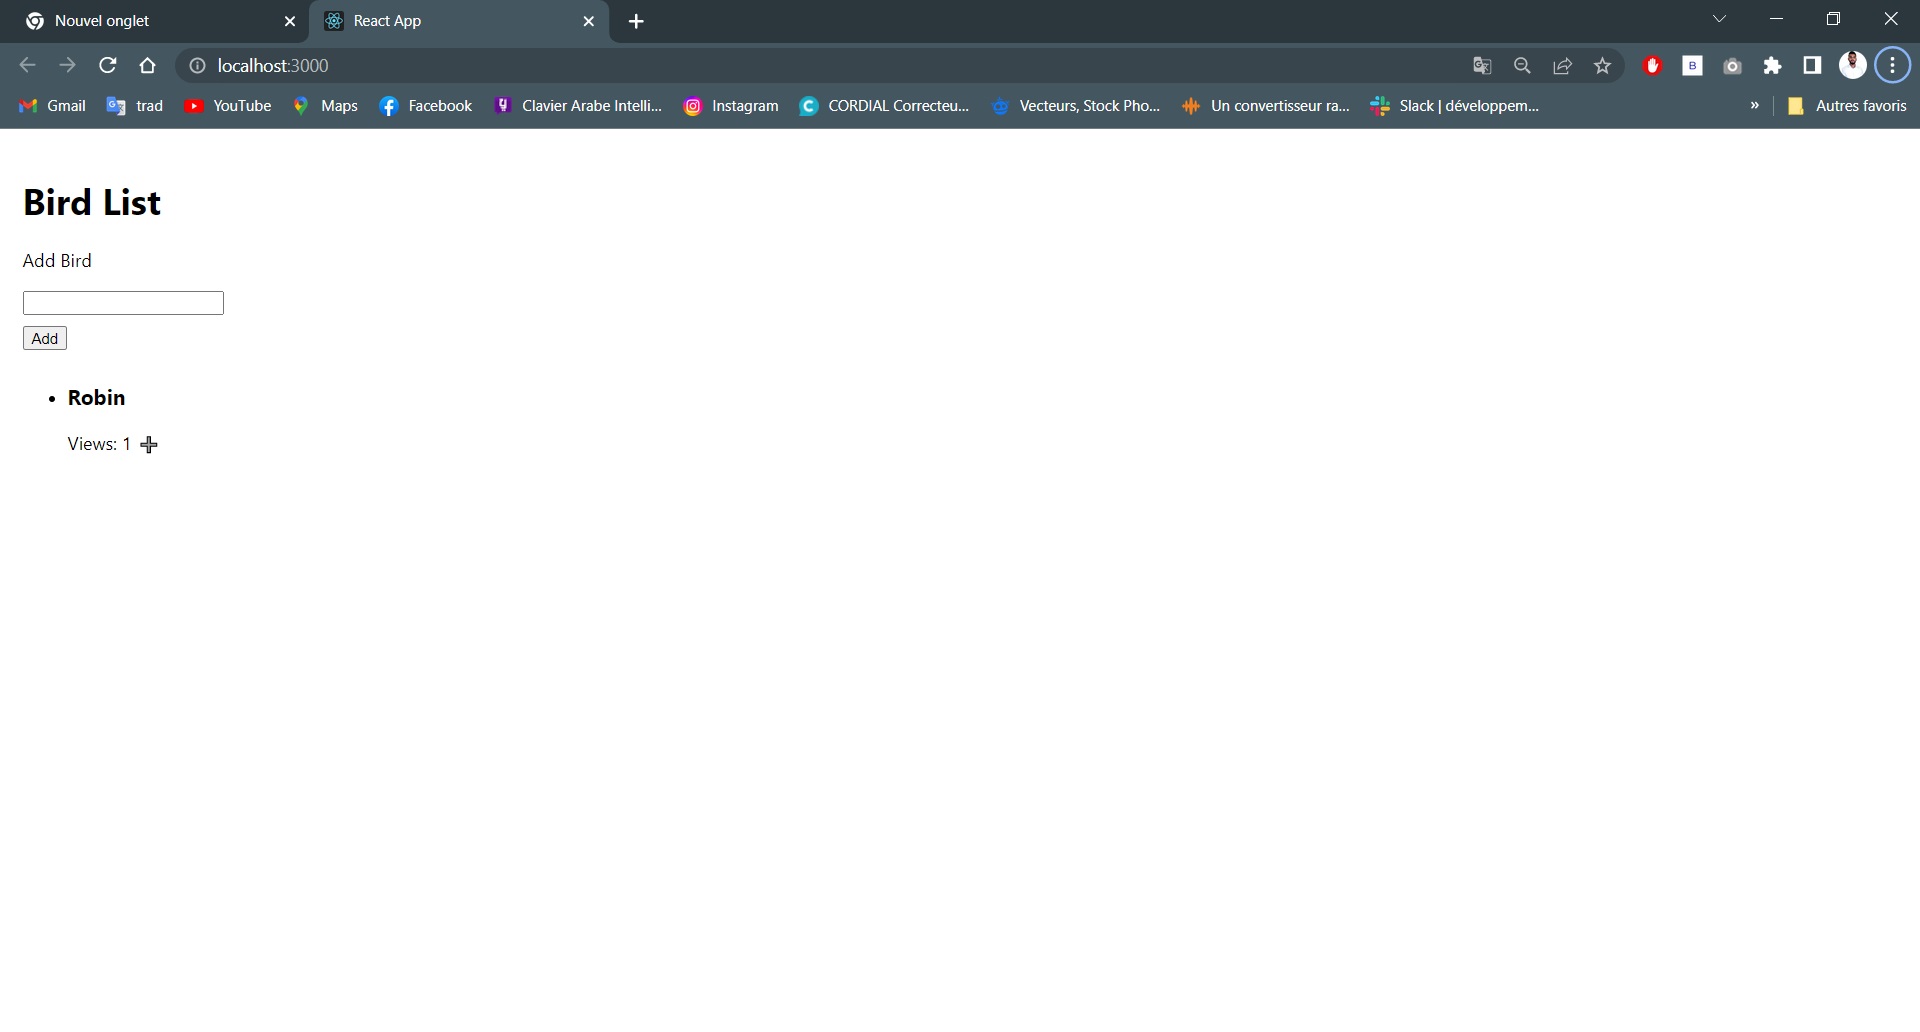 Nouvel onglet
React App
localhost:3000
Gmail
trad
YouTube
Maps
Facebook
Clavier Arabe Intelli...
Instagram
CORDIAL Correcteu...
Vecteurs, Stock Pho...
Un convertisseur ra...
Slack | développem...
»
Autres favoris
Bird List
Add Bird
Add
• Robin
Views: 1 ➕